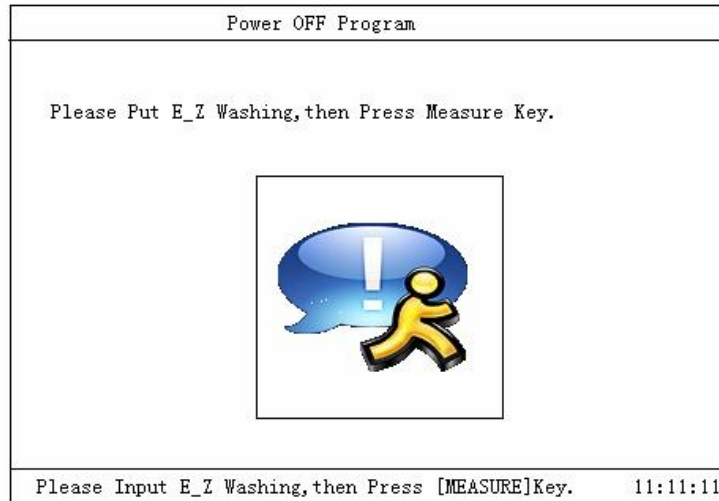 Power OFF Program
Please Put E_Z Washing,then Press Measure Key.
!
Please Input E_Z Washing,then Press [MEASURE]Key. 11:11:11